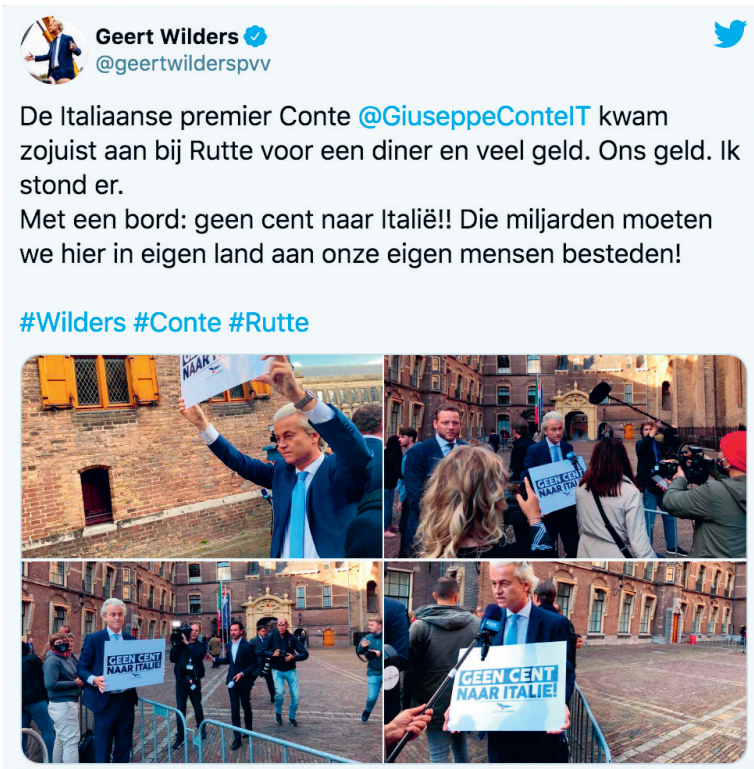 Geert Wilders
@geertwilderspvv
De Italiaanse premier Conte @GiuseppeConteIT kwam
zojuist aan bij Rutte voor een diner en veel geld. Ons geld. Ik
stond er.
Met een bord: geen cent naar Italië!! Die miljarden moeten
we hier in eigen land aan onze eigen mensen besteden!
#Wilders #Conte #Rutte
NAAR
GEEN CENT
NAAR ITALI
GEEN CENT
NAAR ITALIE!
GEEN CENT
NAAR ITALIE!